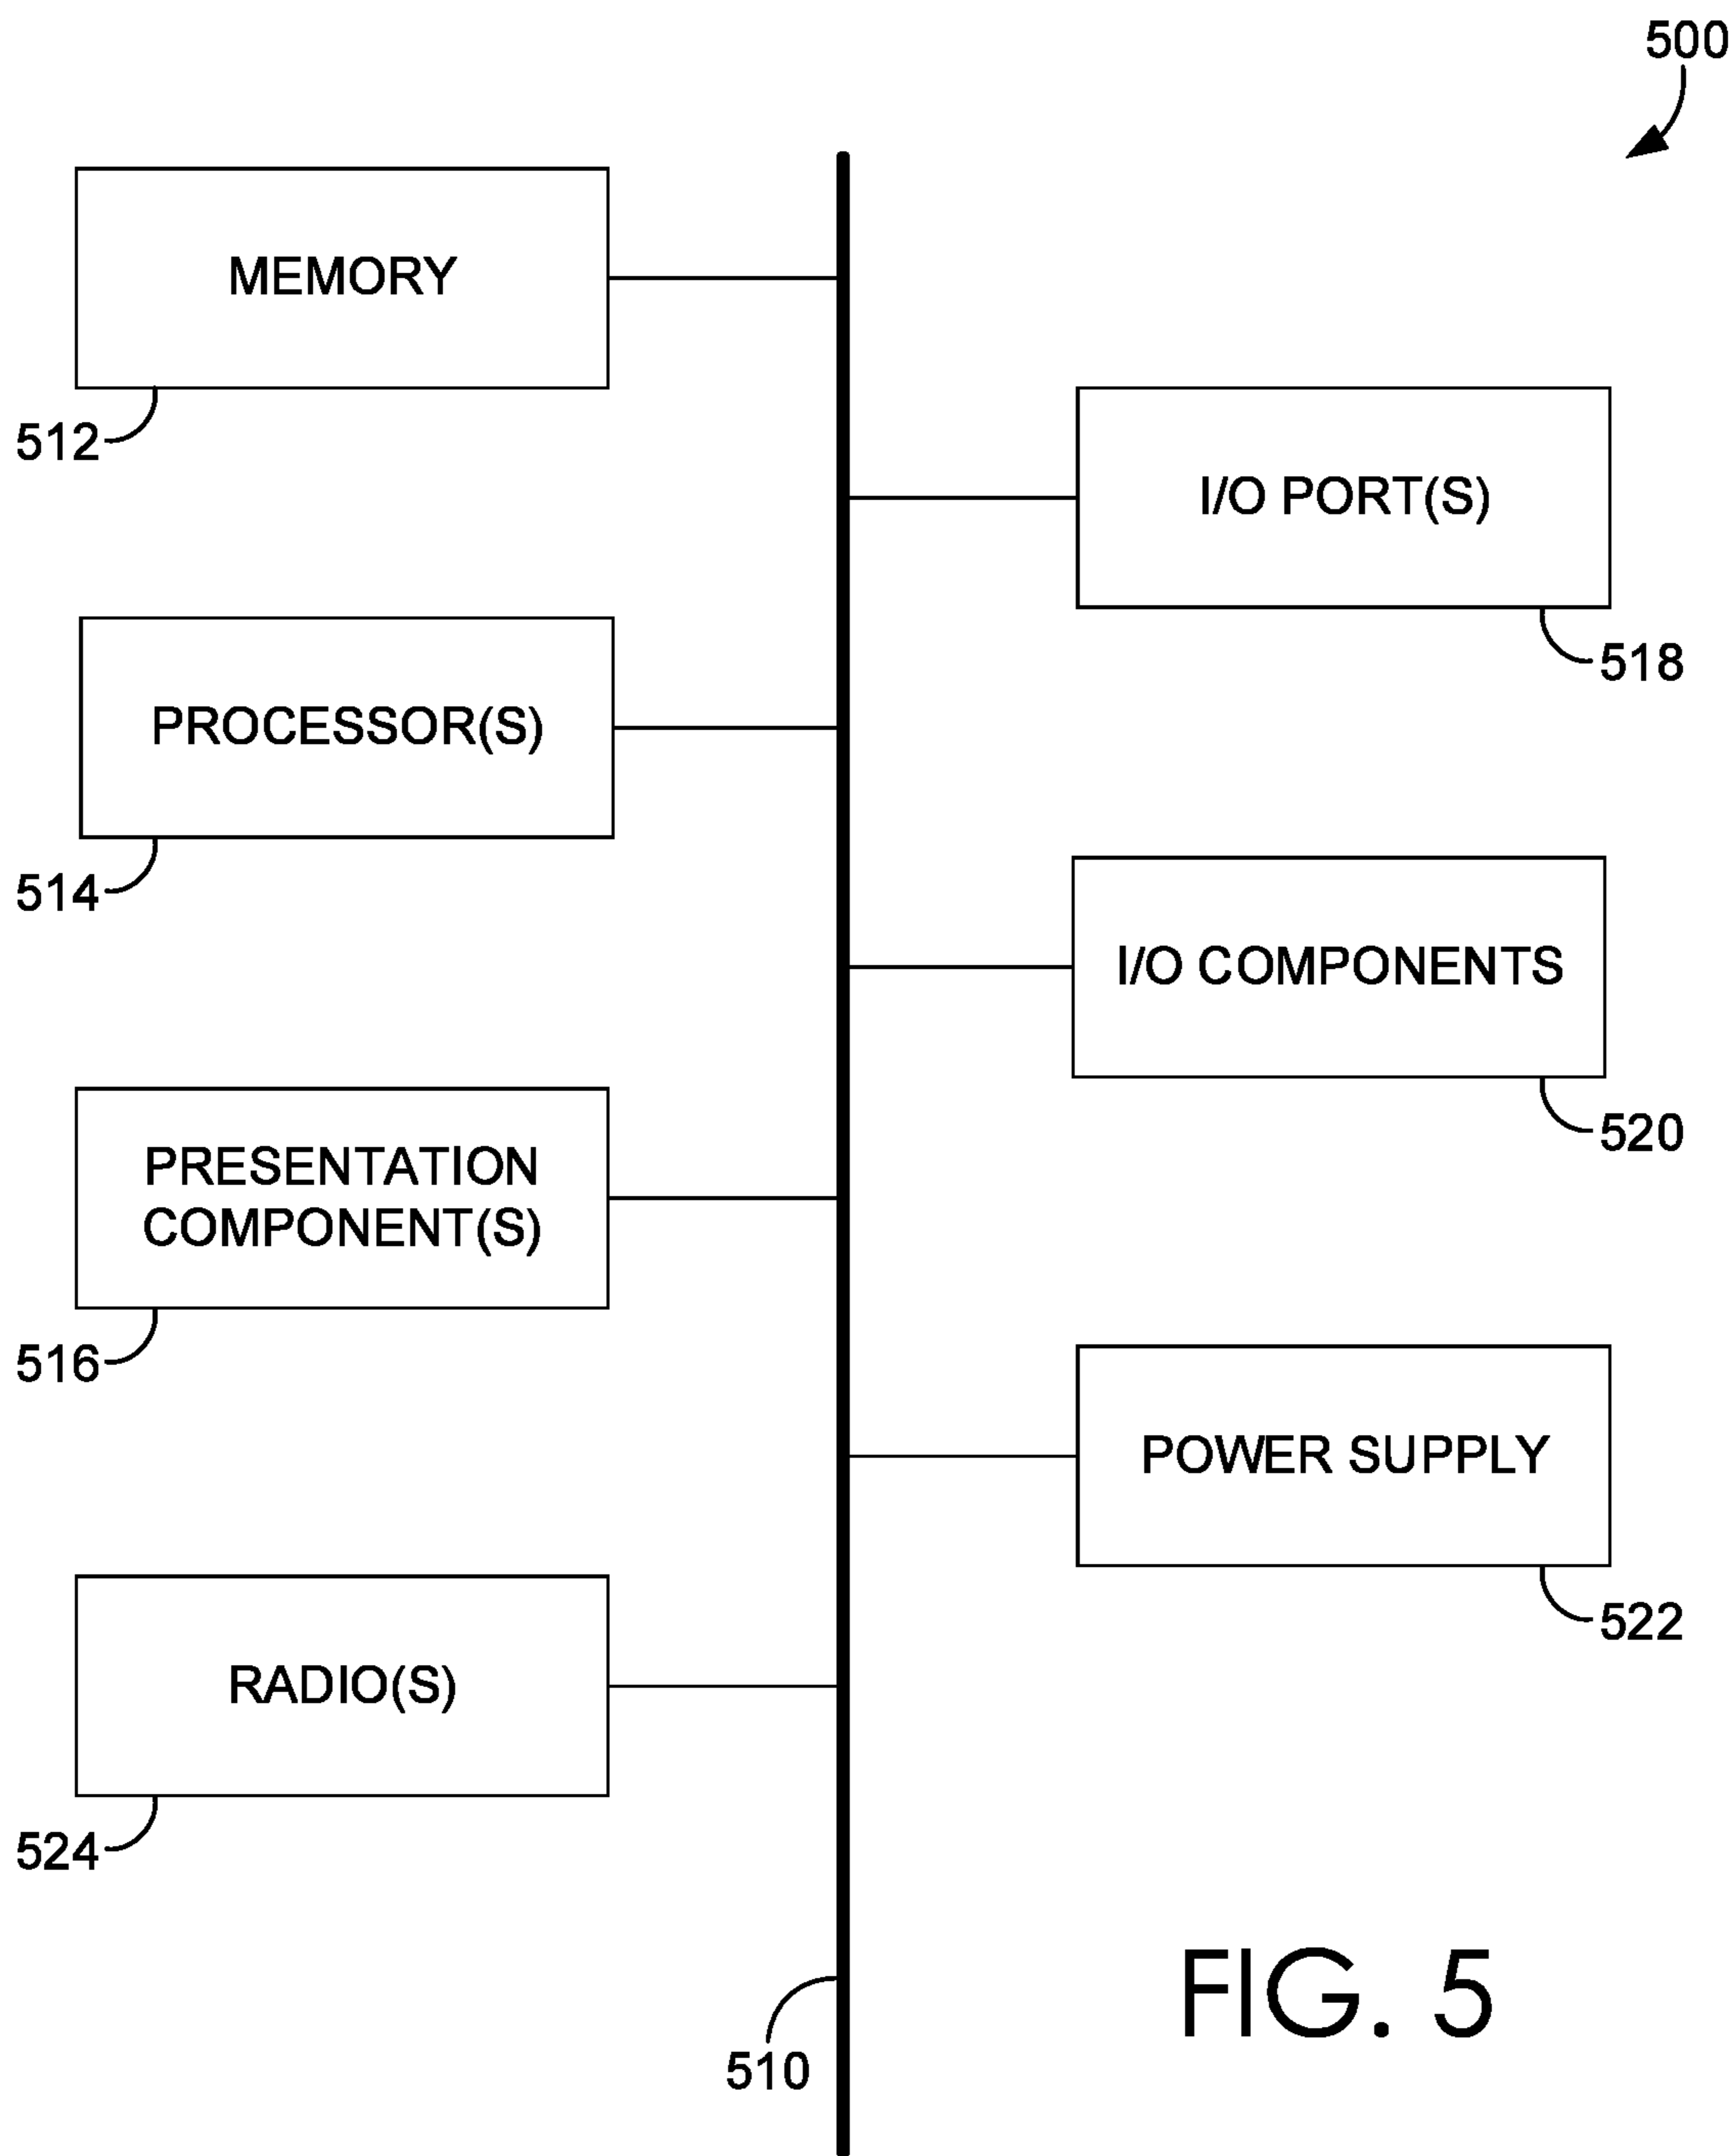 500
MEMORY
512
I/O PORT(S)
518
PROCESSOR(S)
514
I/O COMPONENTS
520
PRESENTATION
COMPONENT(S)
516
POWER SUPPLY
522
RADIO(S)
524
510
FIG. 5